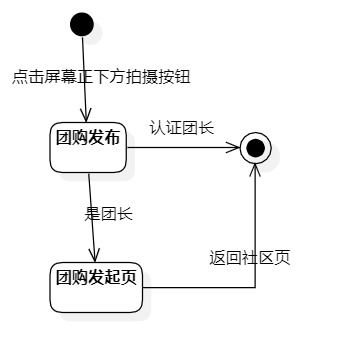 点击屏幕正下方拍摄按钮
团购发布
认证团长
是团长
返回社区页
团购发起页